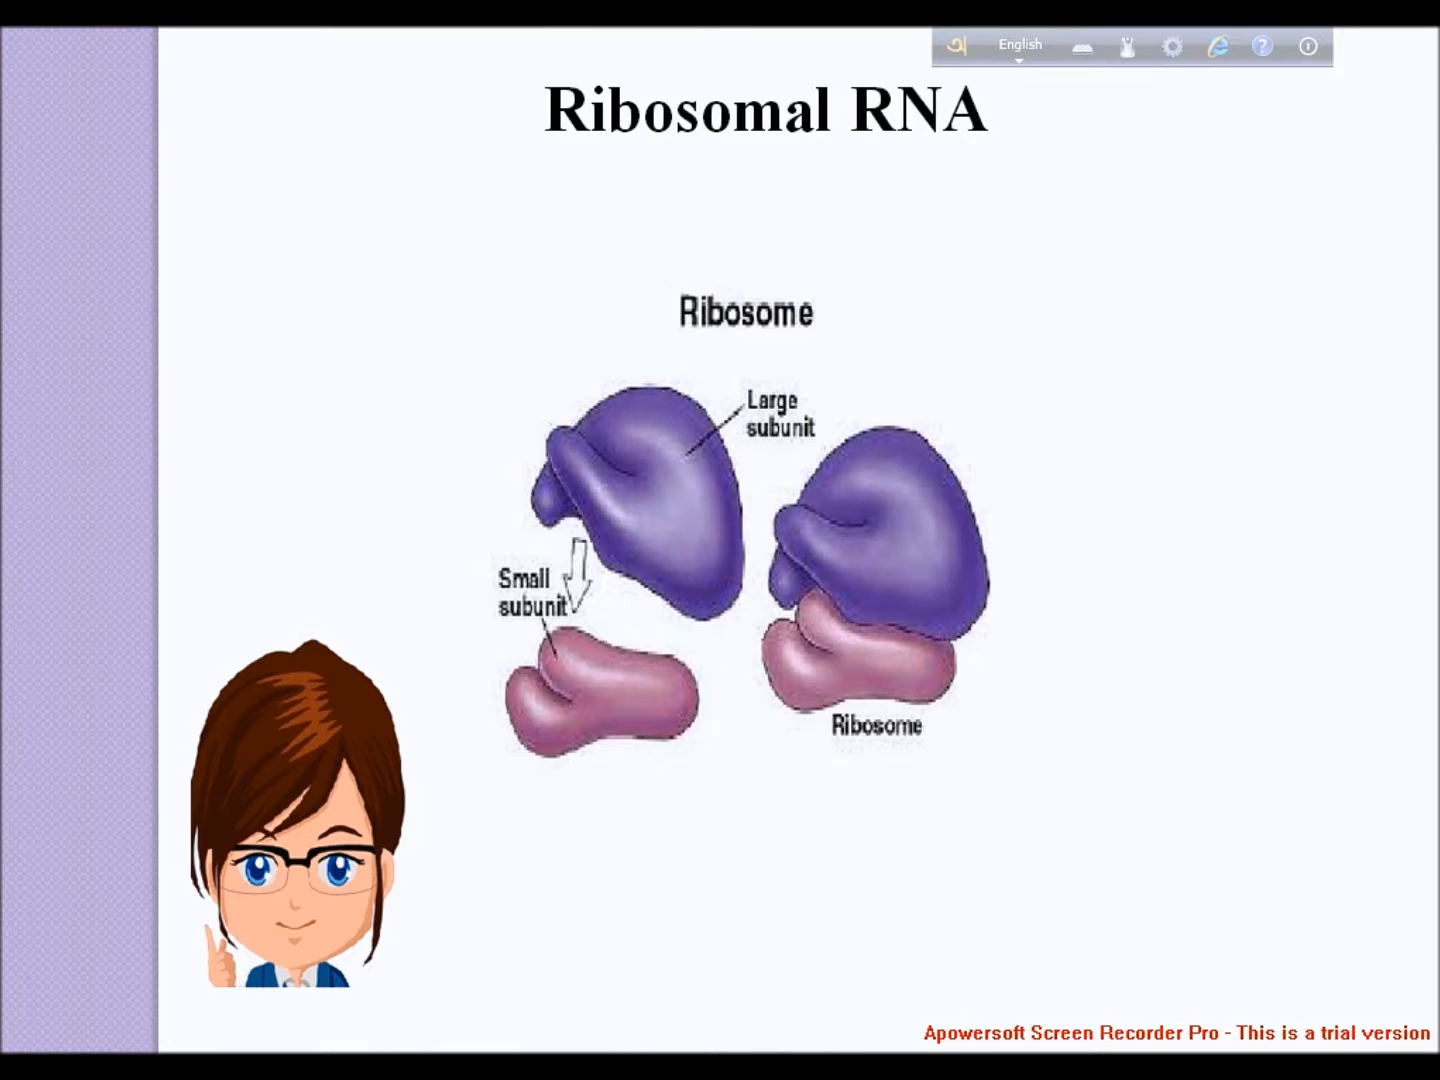 অ English
Ribosomal RNA
Ribosome
Large
subunit
Small
subunit
Ribosome
Apowersoft Screen Recorder Pro - This is a trial version